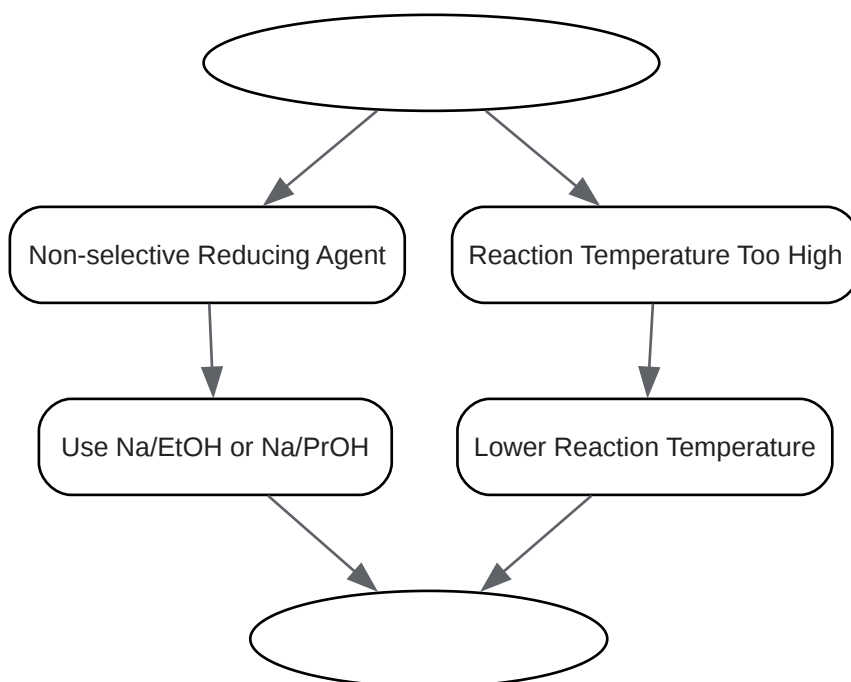 Non-selective Reducing Agent
Reaction Temperature Too High
Use Na/EtOH or Na/PrOH
Lower Reaction Temperature